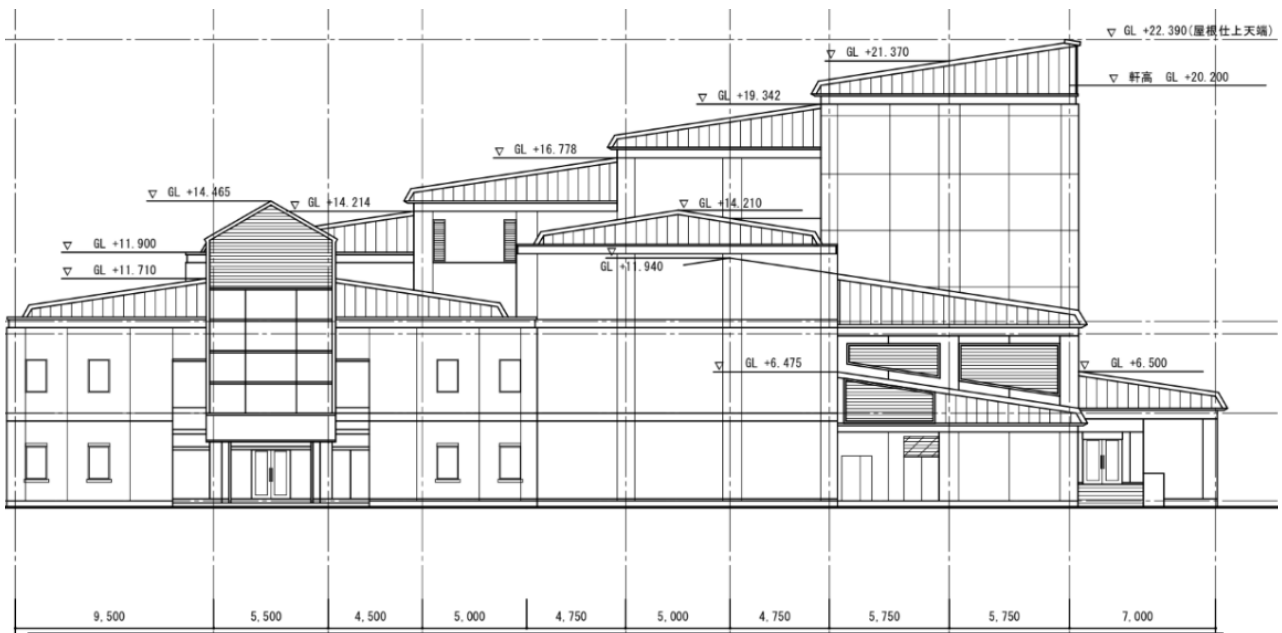 ▽ GL +22.390(屋根仕上天端)
▽ GL +21.370
▽ 軒高 GL +20.200
▽ GL +19.342
▽ GL +16.778
▽ GL +14.465
▽ GL +14.214
▽ GL +14.210
▽ GL +11.900
▽ GL +11.940
▽ GL +11.710
▽ GL +6.475
▽ GL +6.500
9,500 5,500 4,500 5,000 4,750 5,000 4,750 5,750 5,750 7,000